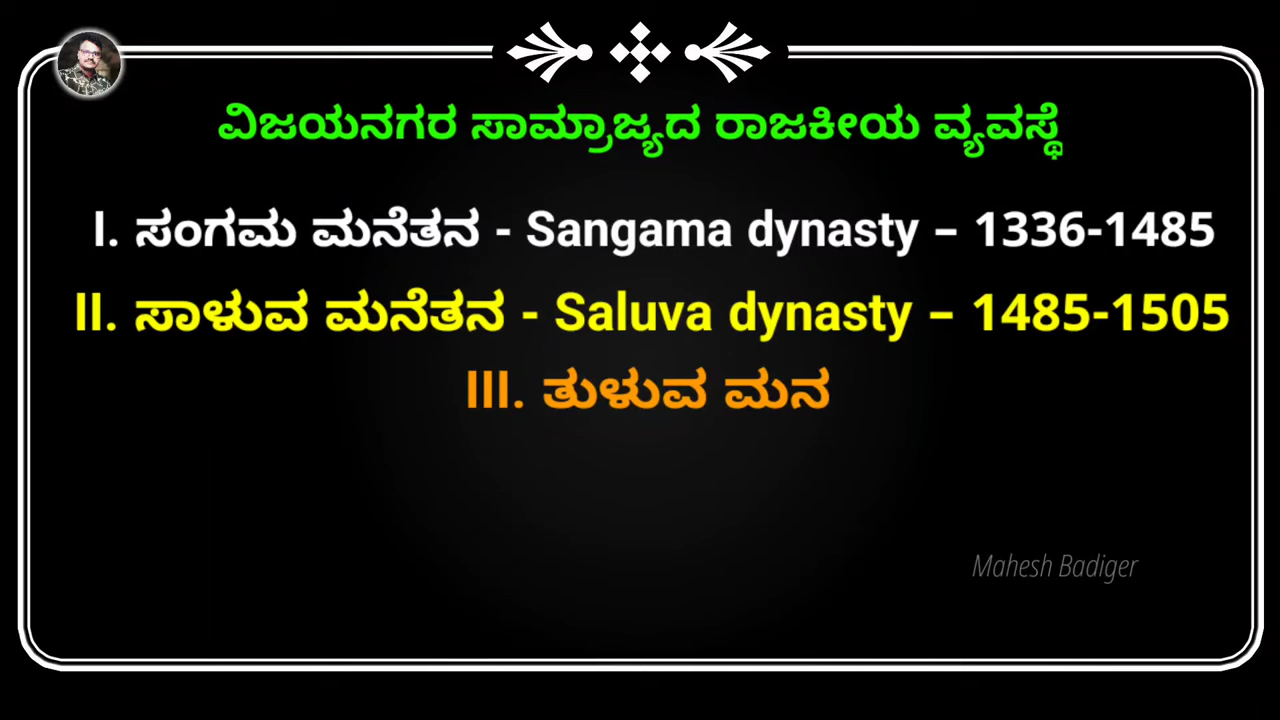 ವಿಜಯನಗರ ಸಾಮ್ರಾಜ್ಯದ ರಾಜಕೀಯ ವ್ಯವಸ್ಥೆ
I. ಸಂಗಮ ಮನೆತನ - Sangama dynasty – 1336-1485
II. ಸಾಳುವ ಮನೆತನ - Saluva dynasty – 1485-1505
III. ತುಳುವ ಮನ
Mahesh Badiger